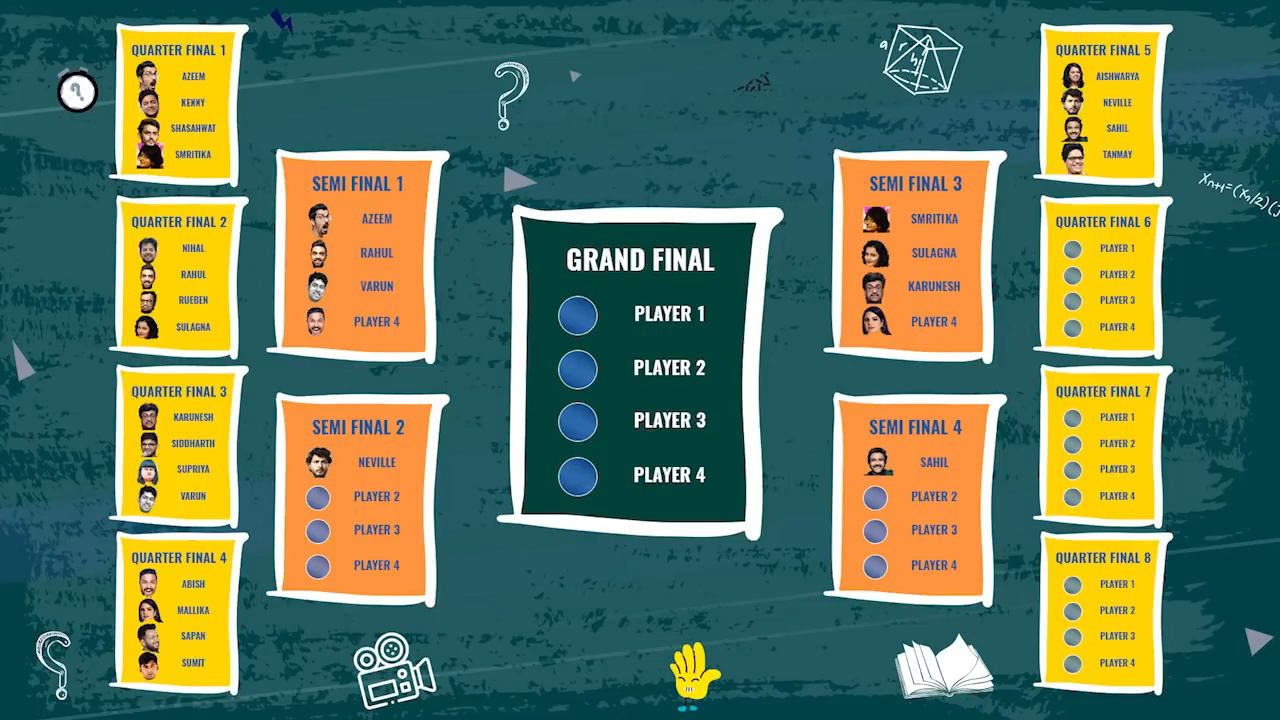 QUARTER FINAL 1
AZEEM
KENNY
SHASAHWAT
SMRITIKA
QUARTER FINAL 2
NIHAL
RAHUL
RUEBEN
SULAGNA
QUARTER FINAL 3
KARUNESH
SIDDHARTH
SUPRIYA
VARUN
QUARTER FINAL 4
ABISH
MALLIKA
SAPAN
SUMIT
SEMI FINAL 1
AZEEM
RAHUL
VARUN
PLAYER 4
SEMI FINAL 2
NEVILLE
PLAYER 2
PLAYER 3
PLAYER 4
GRAND FINAL
PLAYER 1
PLAYER 2
PLAYER 3
PLAYER 4
SEMI FINAL 3
SMRITIKA
SULAGNA
KARUNESH
PLAYER 4
SEMI FINAL 4
SAHIL
PLAYER 2
PLAYER 3
PLAYER 4
QUARTER FINAL 5
AISHWARYA
NEVILLE
SAHIL
TANMAY
QUARTER FINAL 6
PLAYER 1
PLAYER 2
PLAYER 3
PLAYER 4
QUARTER FINAL 7
PLAYER 1
PLAYER 2
PLAYER 3
PLAYER 4
QUARTER FINAL 8
PLAYER 1
PLAYER 2
PLAYER 3
PLAYER 4